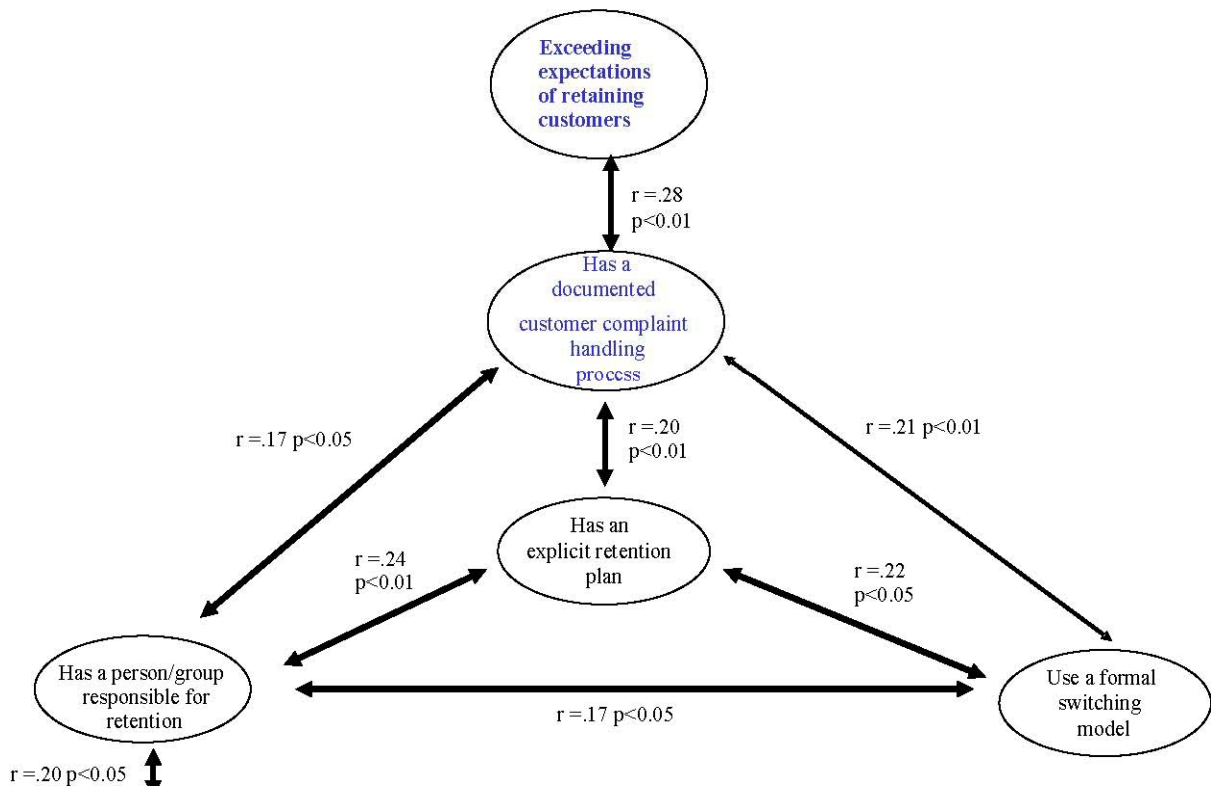 Exceeding
expectations
of retaining
customers
r =.28
p<0.01
Has a
documented
customer complaint
handling
process
r =.17 p<0.05
r =.20
p<0.01
r =.21 p<0.01
Has an
explicit retention
plan
r =.24
p<0.01
r =.22
p<0.05
Has a person/group
responsible for
retention
Use a formal
switching
model
r =.17 p<0.05
r =.20 p<0.05